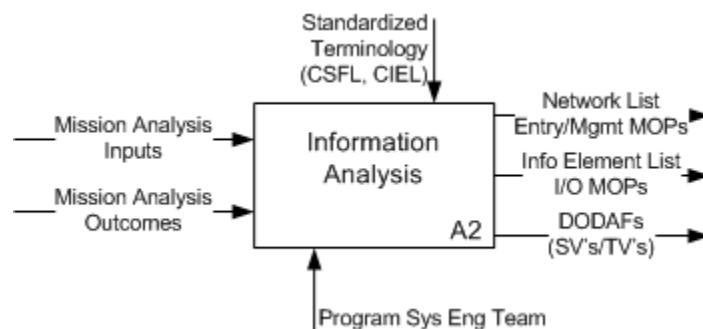 Standardized
Terminology
(CSFL, CIEL)
Mission Analysis
Inputs
Mission Analysis
Outcomes
Information
Analysis
A2
Network List
Entry/Mgmt MOPs
Info Element List
I/O MOPs
DODAFs
(SV's/TV's)
Program Sys Eng Team